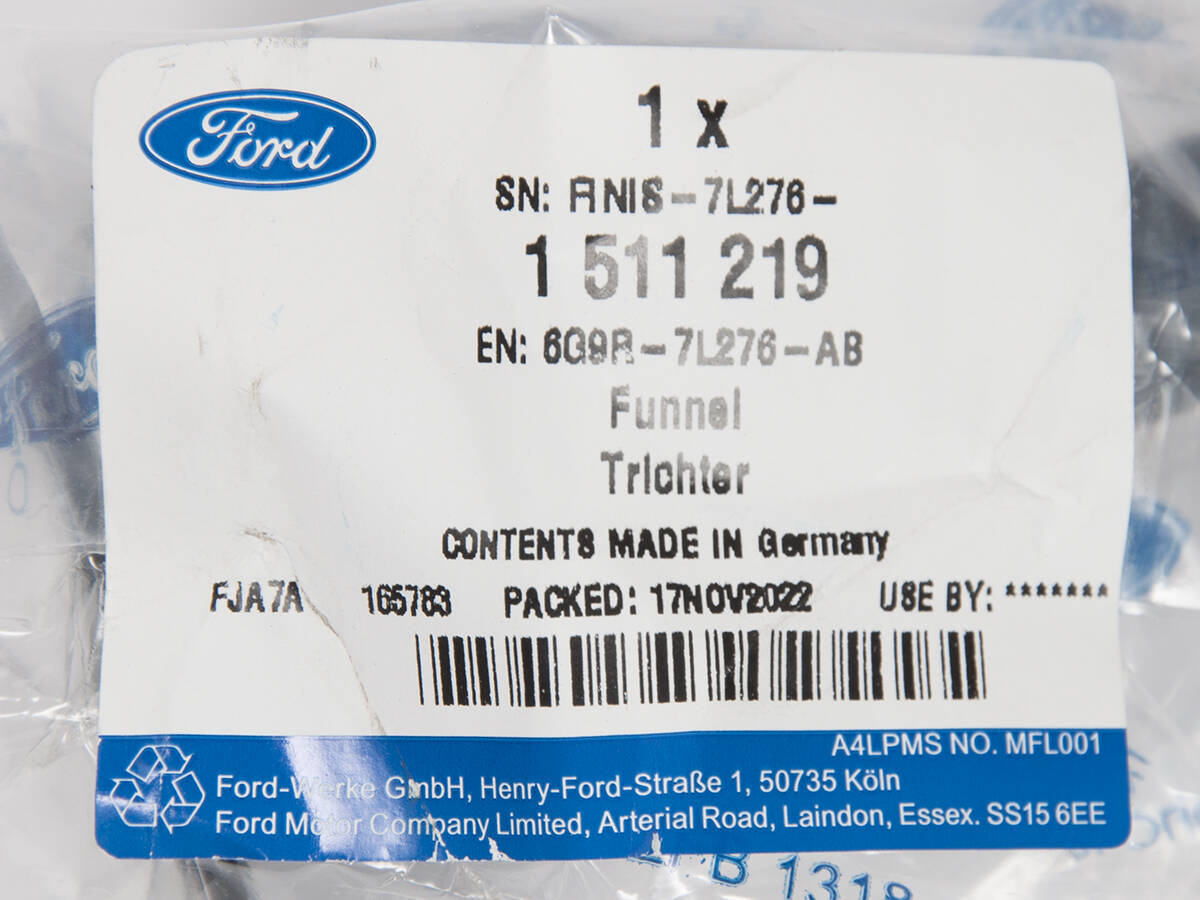 Ford
1 x
SN: FINIS-7L276-
1 511 219
EN: 6G9R-7L276-AB
Funnel
Trichter
CONTENTS MADE IN Germany
FJA7A 165783 PACKED: 17NOV2022 USE BY: *******
A4LPMS NO. MFL001
Ford-Werke GmbH, Henry-Ford-Straße 1, 50735 Köln
Ford Motor Company Limited, Arterial Road, Laindon, Essex. SS15 6EE